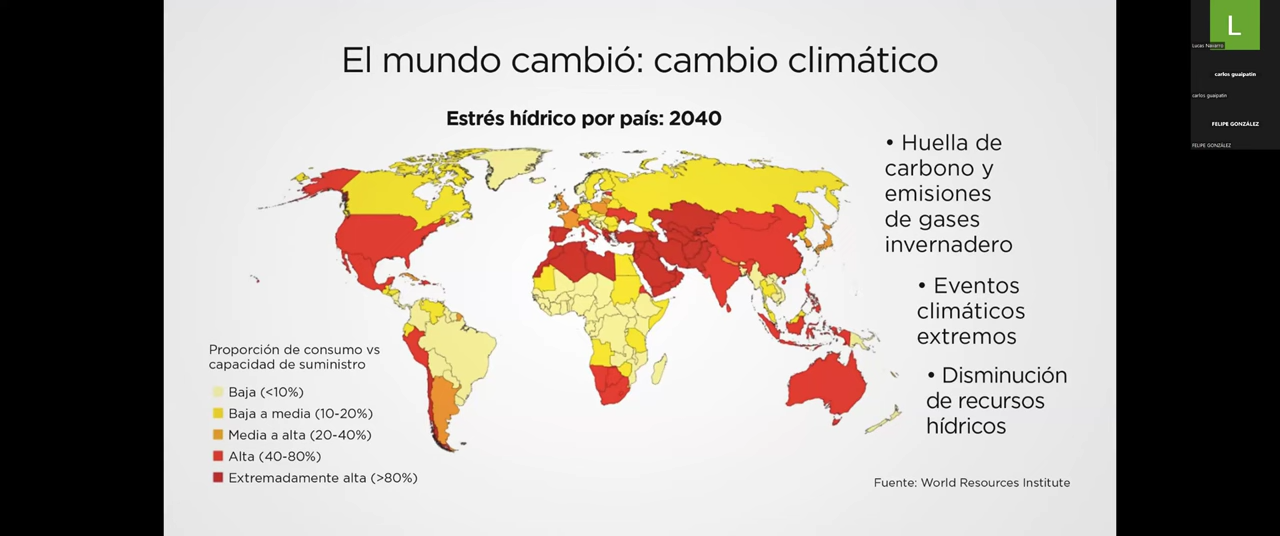 El mundo cambió: cambio climático
Estrés hídrico por país: 2040
• Huella de
carbono y
emisiones
de gases
invernadero
• Eventos
climáticos
extremos
• Disminución
de recursos
hídricos
Proporción de consumo vs
capacidad de suministro
Baja (<10%)
Baja a media (10-20%)
Media a alta (20-40%)
Alta (40-80%)
Extremadamente alta (>80%)
Fuente: World Resources Institute
L
Lucas Navarro
carlos guaipatin
carlos guaipatin
FELIPE GONZÁLEZ
FELIPE GONZÁLEZ